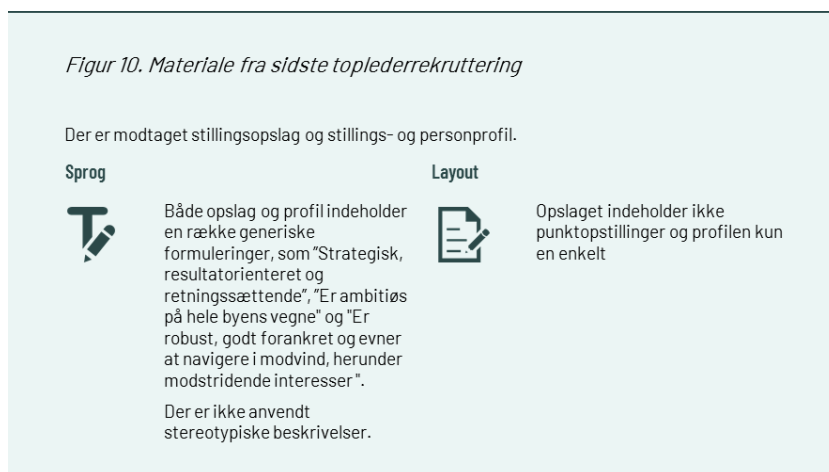 Figur 10. Materiale fra sidste toplederrekruttering
Der er modtaget stillingsopslag og stillings- og personprofil.
Sprog
Både opslag og profil indeholder
en række generiske
formuleringer, som "Strategisk,
resultatorienteret og
retningssættende", "Er ambitiøs
på hele byens vegne" og "Er
robust, godt forankret og evner
at navigere i modvind, herunder
modstridende interesser ".
Der er ikke anvendt
stereotypiske beskrivelser.
Layout
Opslaget indeholder ikke
punktopstillinger og profilen kun
en enkelt